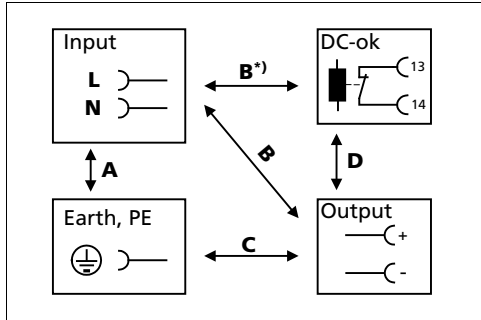 Input
L
N
DC-ok
13
14
B*)
A
B
D
Earth, PE
C
Output
+
-